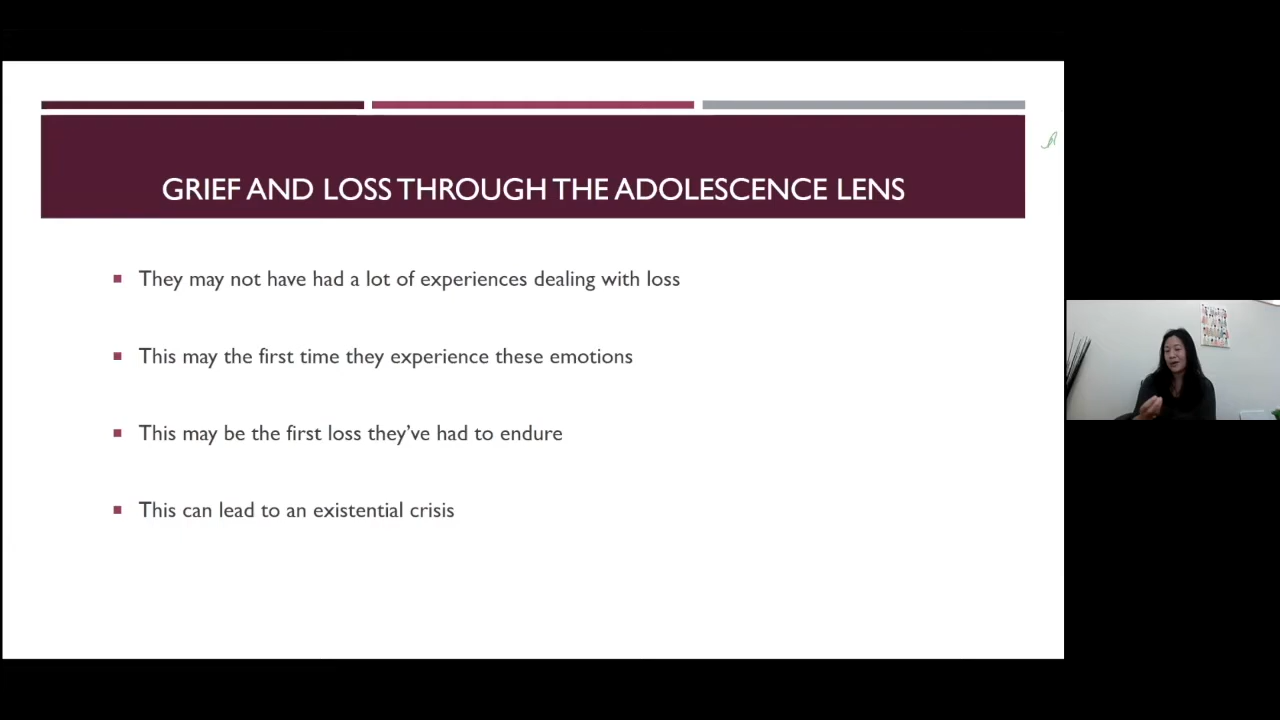 GRIEF AND LOSS THROUGH THE ADOLESCENCE LENS
They may not have had a lot of experiences dealing with loss
This may the first time they experience these emotions
This may be the first loss they've had to endure
This can lead to an existential crisis